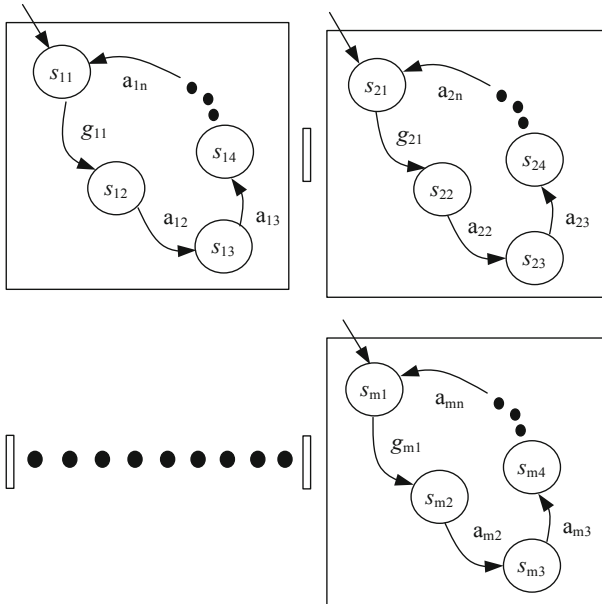 s11
a1n
g11
s14
s12
a12
a13
s13
s21
a2n
g21
s24
s22
a22
a23
s23
sm1
amn
gm1
sm4
sm2
am2
am3
sm3